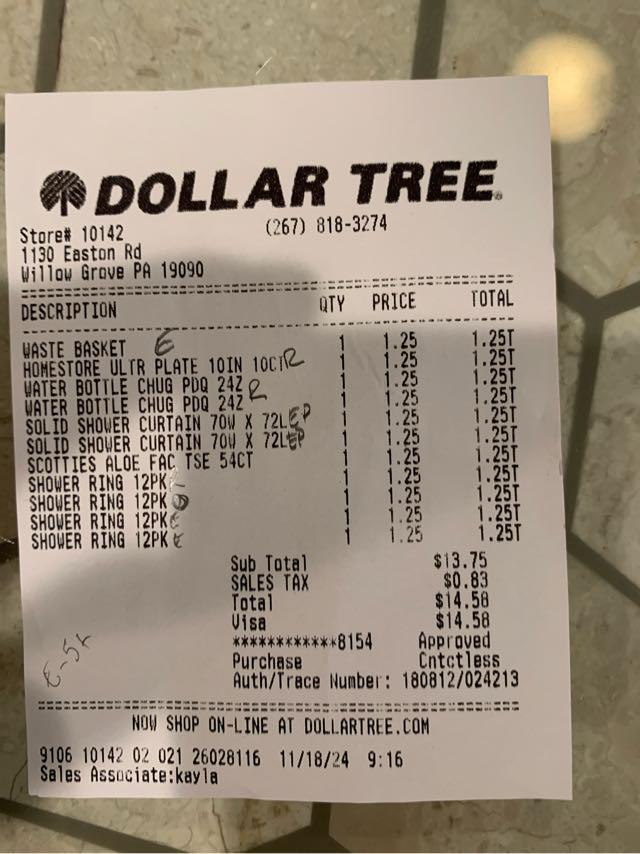 DOLLAR TREE
Store# 10142 (267) 818-3274
1130 Easton Rd
Willow Grove PA 19090
DESCRIPTION QTY PRICE TOTAL
WASTE BASKET E 1 1.25 1.25T
HOMESTORE ULTR PLATE 10IN 10CT R 1 1.25 1.25T
WATER BOTTLE CHUG PDQ 24Z R 1 1.25 1.25T
WATER BOTTLE CHUG PDQ 24Z 1 1.25 1.25T
SOLID SHOWER CURTAIN 70W X 72L EP 1 1.25 1.25T
SOLID SHOWER CURTAIN 70W X 72L 1 1.25 1.25T
SCOTTIES ALOE FAC TSE 54CT 1 1.25 1.25T
SHOWER RING 12PK 1 1.25 1.25T
SHOWER RING 12PK 1 1.25 1.25T
SHOWER RING 12PK E 1 1.25 1.25T
SHOWER RING 12PK E 1 1.25 1.25T
Sub Total $13.75
SALES TAX $0.83
Total $14.58
Visa $14.58
************8154 Approved
Purchase Cntctless
Auth/Trace Number: 180812/024213
NOW SHOP ON-LINE AT DOLLARTREE.COM
9106 10142 02 021 26028116 11/18/24 9:16
Sales Associate:kayla